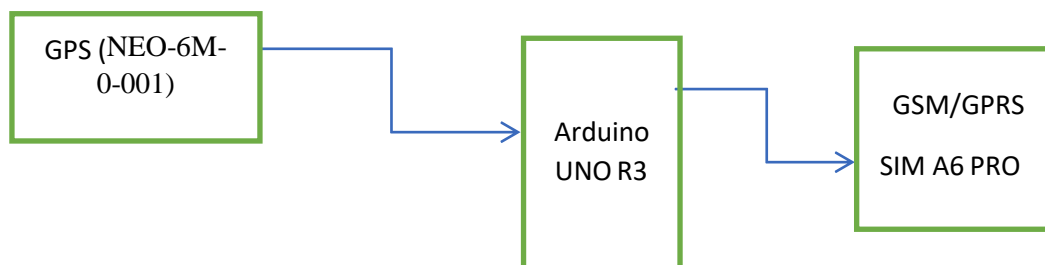 GPS (NEO-6M-
0-001)
Arduino
UNO R3
GSM/GPRS
SIM A6 PRO